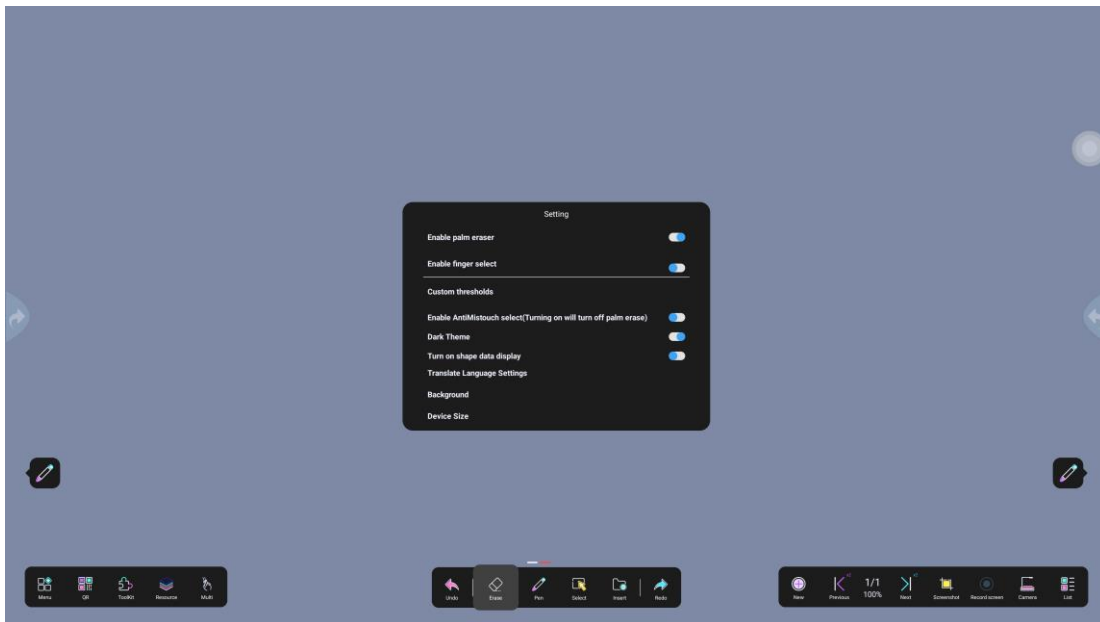 Setting
Enable palm eraser
Enable finger select
Custom thresholds
Enable AntiMistouch select(Turning on will turn off palm erase)
Dark Theme
Turn on shape data display
Translate Language Settings
Background
Device Size
Menu QR ToolKit Resource Multi
Undo Erase Pen Select Insert Redo
New Previous 1/1 100% Next Screenshot Record screen Camera List